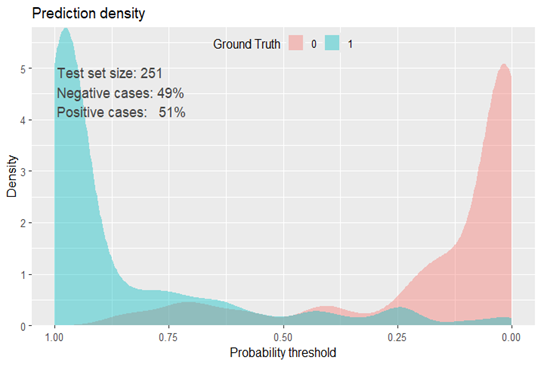 Prediction density
Ground Truth 0 1
Test set size: 251
Negative cases: 49%
Positive cases: 51%
5
4
3
2
1
0
Density
1.00 0.75 0.50 0.25 0.00
Probability threshold